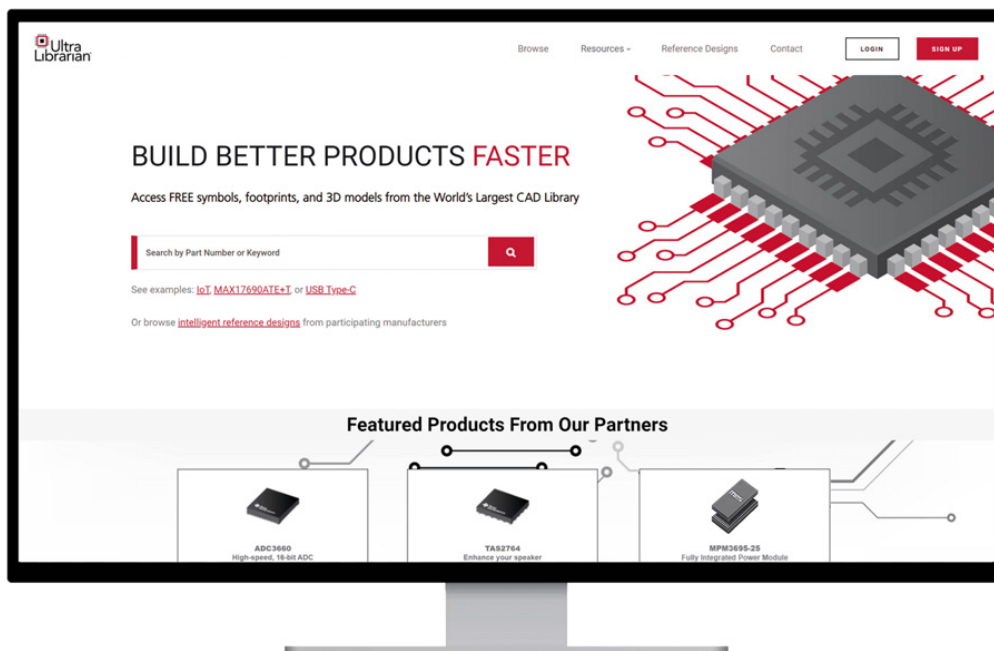 Ultra
Librarian
Browse Resources Reference Designs Contact LOGIN SIGN UP
BUILD BETTER PRODUCTS FASTER
Access FREE symbols, footprints, and 3D models from the World's Largest CAD Library
Search by Part Number or Keyword
See examples: IoT, MAX17690ATE+T, or USB Type-C
Or browse intelligent reference designs from participating manufacturers
Featured Products From Our Partners
ADC3660 TAS2764 MPM3695-25
High-speed, 16-bit ADC Enhance your speaker Fully Integrated Power Module